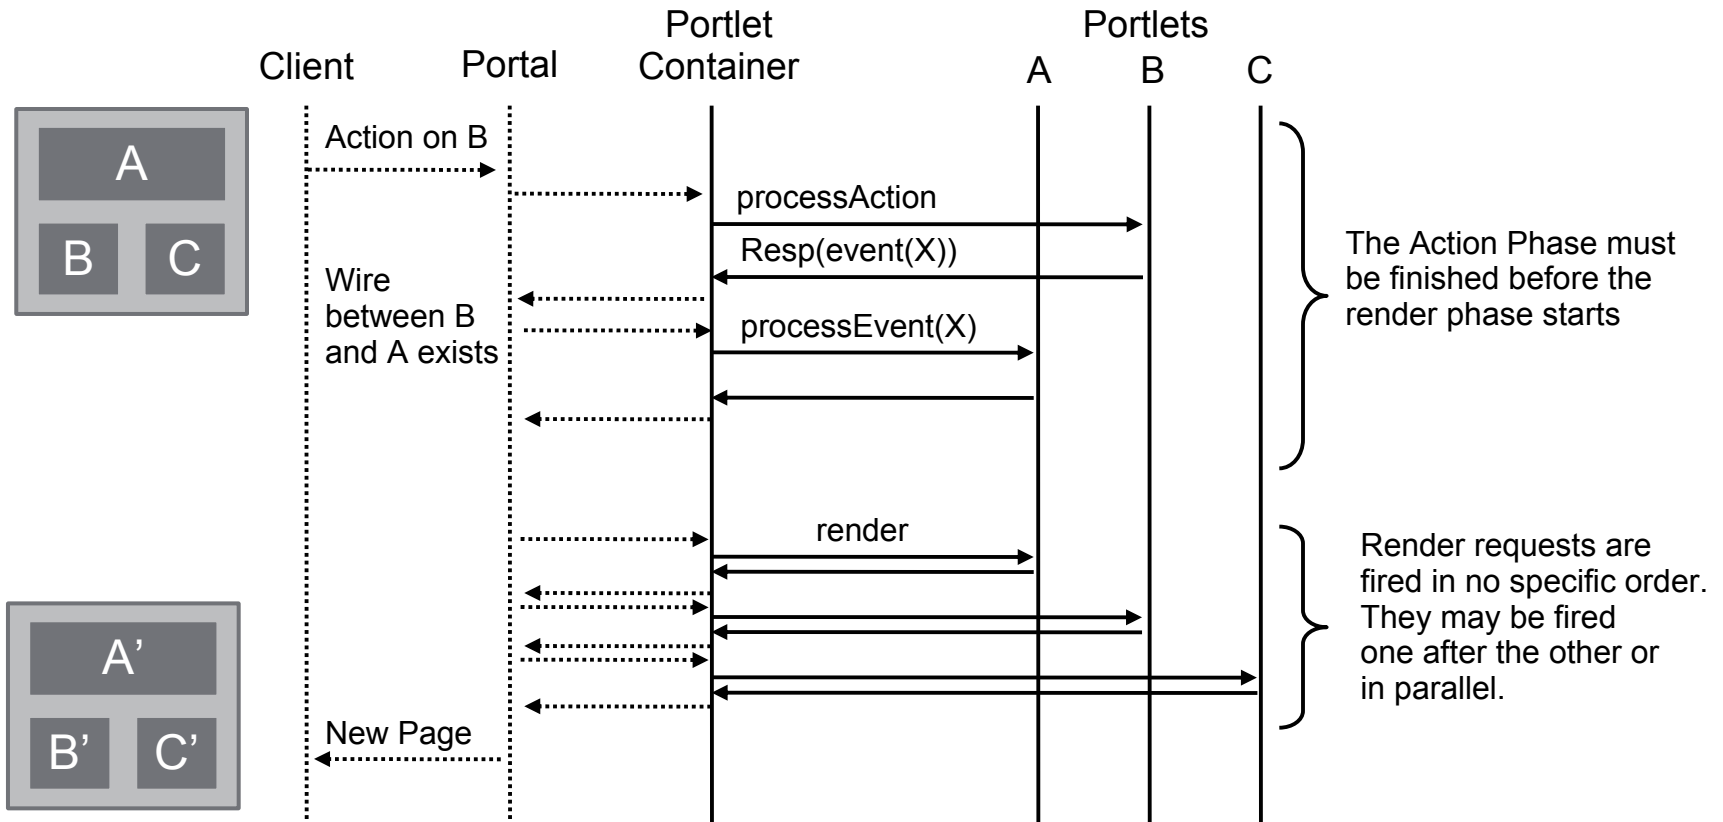 Portlet
Container
Portlets
Client
Portal
A
B
C
A
B
C
Action on B
processAction
Resp(event(X))
Wire
between B
and A exists
processEvent(X)
The Action Phase must
be finished before the
render phase starts
render
Render requests are
fired in no specific order.
They may be fired
one after the other or
in parallel.
A’
B’
C’
New Page